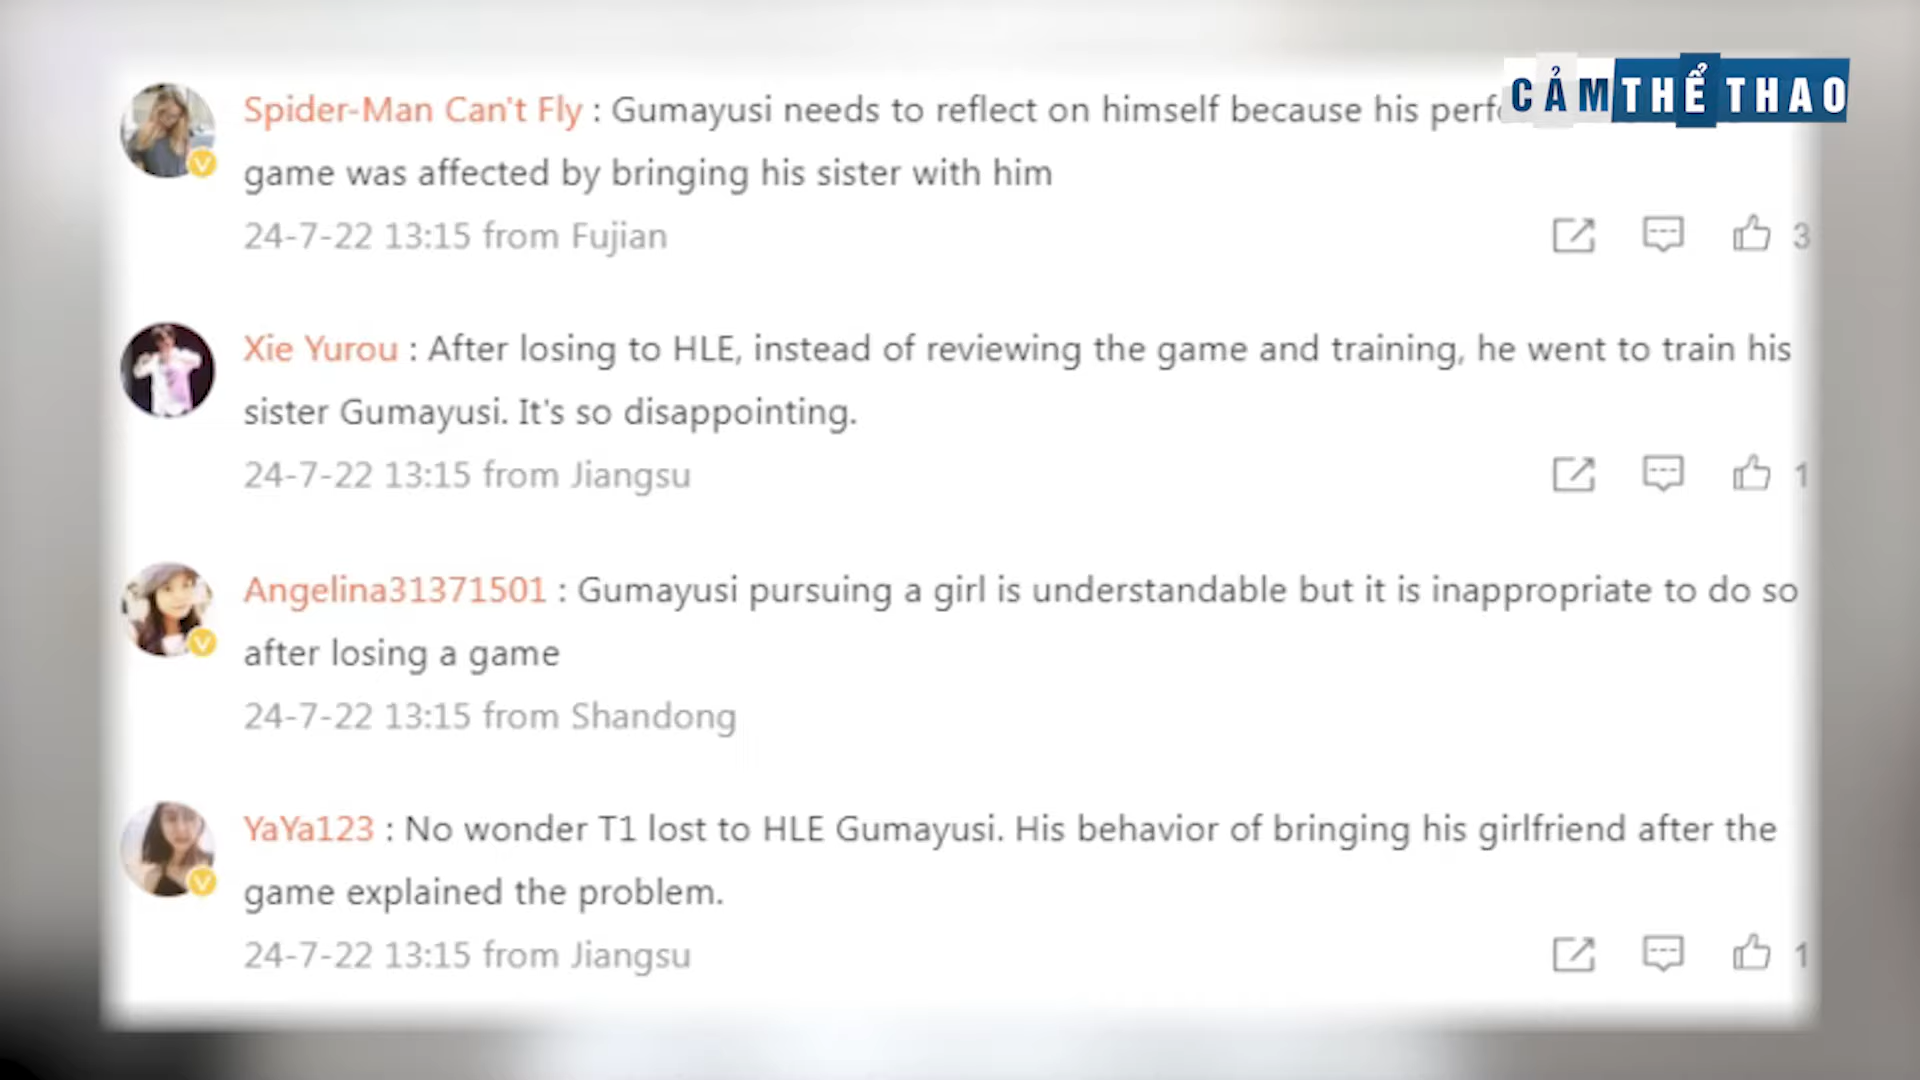 CẢM THỂ THAO
Spider-Man Can't Fly : Gumayusi needs to reflect on himself because his
game was affected by bringing his sister with him
24-7-22 13:15 from Fujian
3
Xie Yurou : After losing to HLE, instead of reviewing the game and training, he went to train his
sister Gumayusi. It's so disappointing.
24-7-22 13:15 from Jiangsu
1
Angelina31371501 : Gumayusi pursuing a girl is understandable but it is inappropriate to do so
after losing a game
24-7-22 13:15 from Shandong
YaYa123 : No wonder T1 lost to HLE Gumayusi. His behavior of bringing his girlfriend after the
game explained the problem.
24-7-22 13:15 from Jiangsu
1